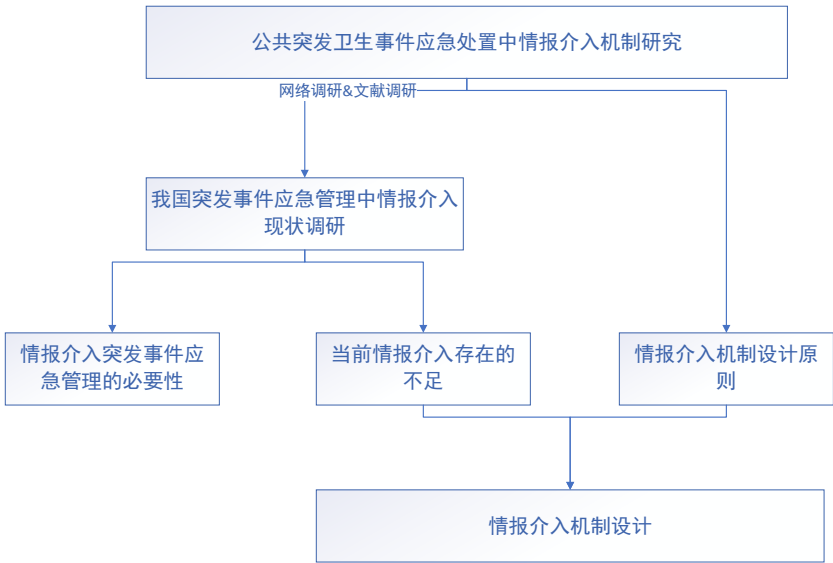 公共突发卫生事件应急处置中情报介入机制研究
网络调研&文献调研
我国突发事件应急管理中情报介入
现状调研
情报介入突发事件应
急管理的必要性
当前情报介入存在的
不足
情报介入机制设计原
则
情报介入机制设计